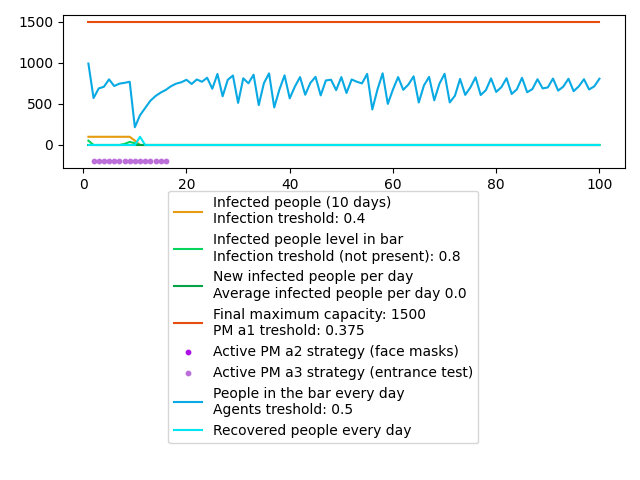 1500
1000
500
0
0 20 40 60 80 100
Infected people (10 days)
Infection treshold: 0.4
Infected people level in bar
Infection treshold (not present): 0.8
New infected people per day
Average infected people per day 0.0
Final maximum capacity: 1500
PM a1 treshold: 0.375
Active PM a2 strategy (face masks)
Active PM a3 strategy (entrance test)
People in the bar every day
Agents treshold: 0.5
Recovered people every day